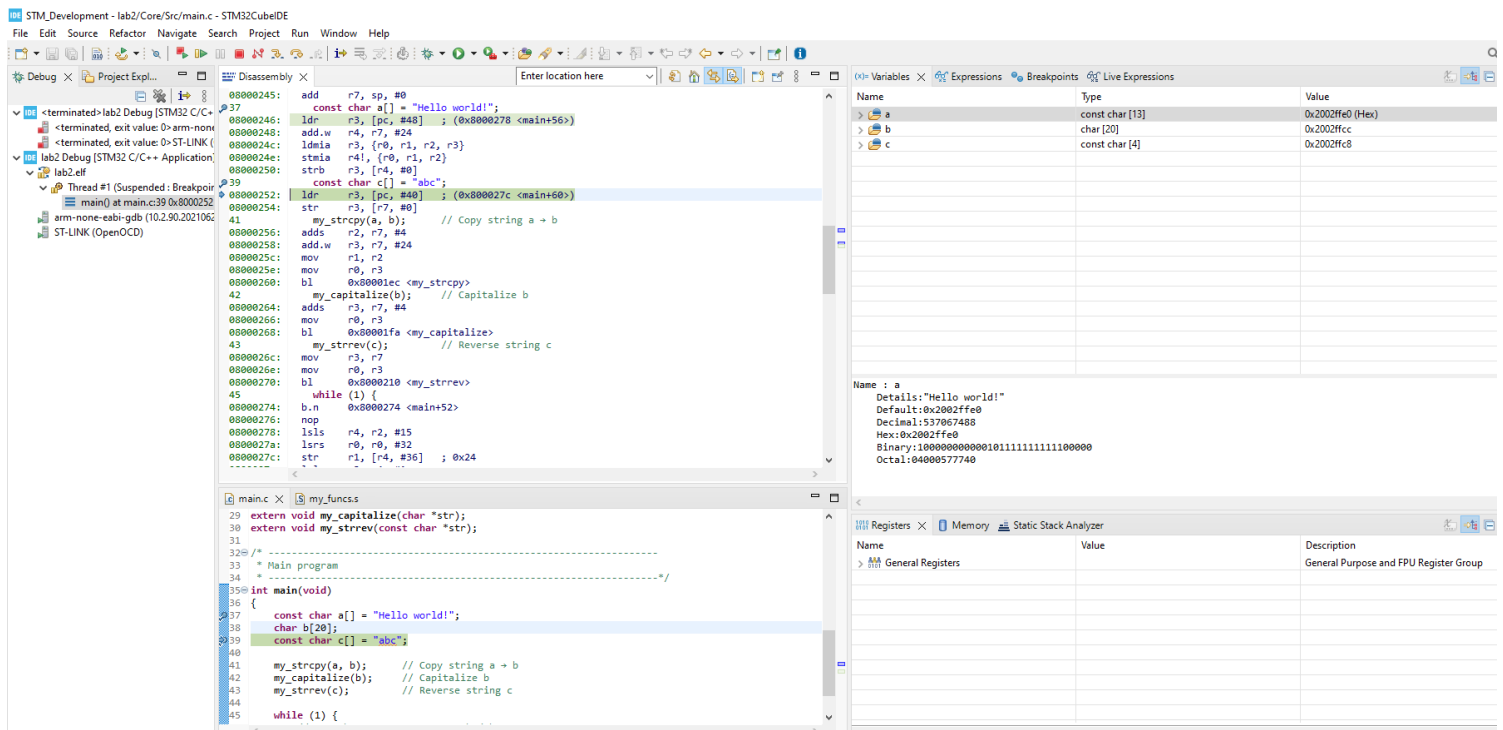 IDE STM_Development - lab2/Core/Src/main.c - STM32CubeIDE
File Edit Source Refactor Navigate Search Project Run Window Help
Debug Project Expl...
<terminated>lab2 Debug [STM32 C/C+
<terminated, exit value: 0>arm-none
<terminated, exit value: 0>ST-LINK (
IDE lab2 Debug [STM32 C/C++ Application]
lab2.elf
Thread #1 (Suspended : Breakpoin
main() at main.c:39 0x8000252
arm-none-eabi-gdb (10.2.90.2021062
ST-LINK (OpenOCD)
Disassembly Enter location here
08000245: add r7, sp, #0
37 const char a[] = "Hello world!";
08000246: ldr r3, [pc, #48] ; (0x8000278 <main+56>)
08000248: add.w r4, r7, #24
0800024c: ldmia r3, {r0, r1, r2, r3}
0800024e: stmia r4!, {r0, r1, r2}
08000250: strb r3, [r4, #0]
39 const char c[] = "abc";
08000252: ldr r3, [pc, #40] ; (0x800027c <main+60>)
08000254: str r3, [r7, #0]
41 my_strcpy(a, b); // Copy string a → b
08000256: adds r2, r7, #4
08000258: add.w r3, r7, #24
0800025c: mov r1, r2
0800025e: mov r0, r3
08000260: bl 0x80001ec <my_strcpy>
42 my_capitalize(b); // Capitalize b
08000264: adds r3, r7, #4
08000266: mov r0, r3
08000268: bl 0x80001fa <my_capitalize>
43 my_strrev(c); // Reverse string c
0800026c: mov r3, r7
0800026e: mov r0, r3
08000270: bl 0x8000210 <my_strrev>
45 while (1) {
08000274: b.n 0x8000274 <main+52>
08000276: nop
08000278: lsls r4, r2, #15
0800027a: lsrs r0, r0, #32
0800027c: str r1, [r4, #36] ; 0x24
main.c my_funcs.s
29 extern void my_capitalize(char *str);
30 extern void my_strrev(const char *str);
31
32 /* ---------------------------------------------------------------
33 * Main program
34 * ---------------------------------------------------------------*/
35 int main(void)
36 {
37 const char a[] = "Hello world!";
38 char b[20];
39 const char c[] = "abc";
40
41 my_strcpy(a, b); // Copy string a → b
42 my_capitalize(b); // Capitalize b
43 my_strrev(c); // Reverse string c
44
45 while (1) {
(x)= Variables Expressions Breakpoints Live Expressions
Name Type Value
a const char [13] 0x2002ffe0 (Hex)
b char [20] 0x2002ffcc
c const char [4] 0x2002ffc8
Name : a
Details:"Hello world!"
Default:0x2002ffe0
Decimal:537067488
Hex:0x2002ffe0
Binary:100000000000101111111111100000
Octal:04000577740
Registers Memory Static Stack Analyzer
Name Value Description
General Registers General Purpose and FPU Register Group